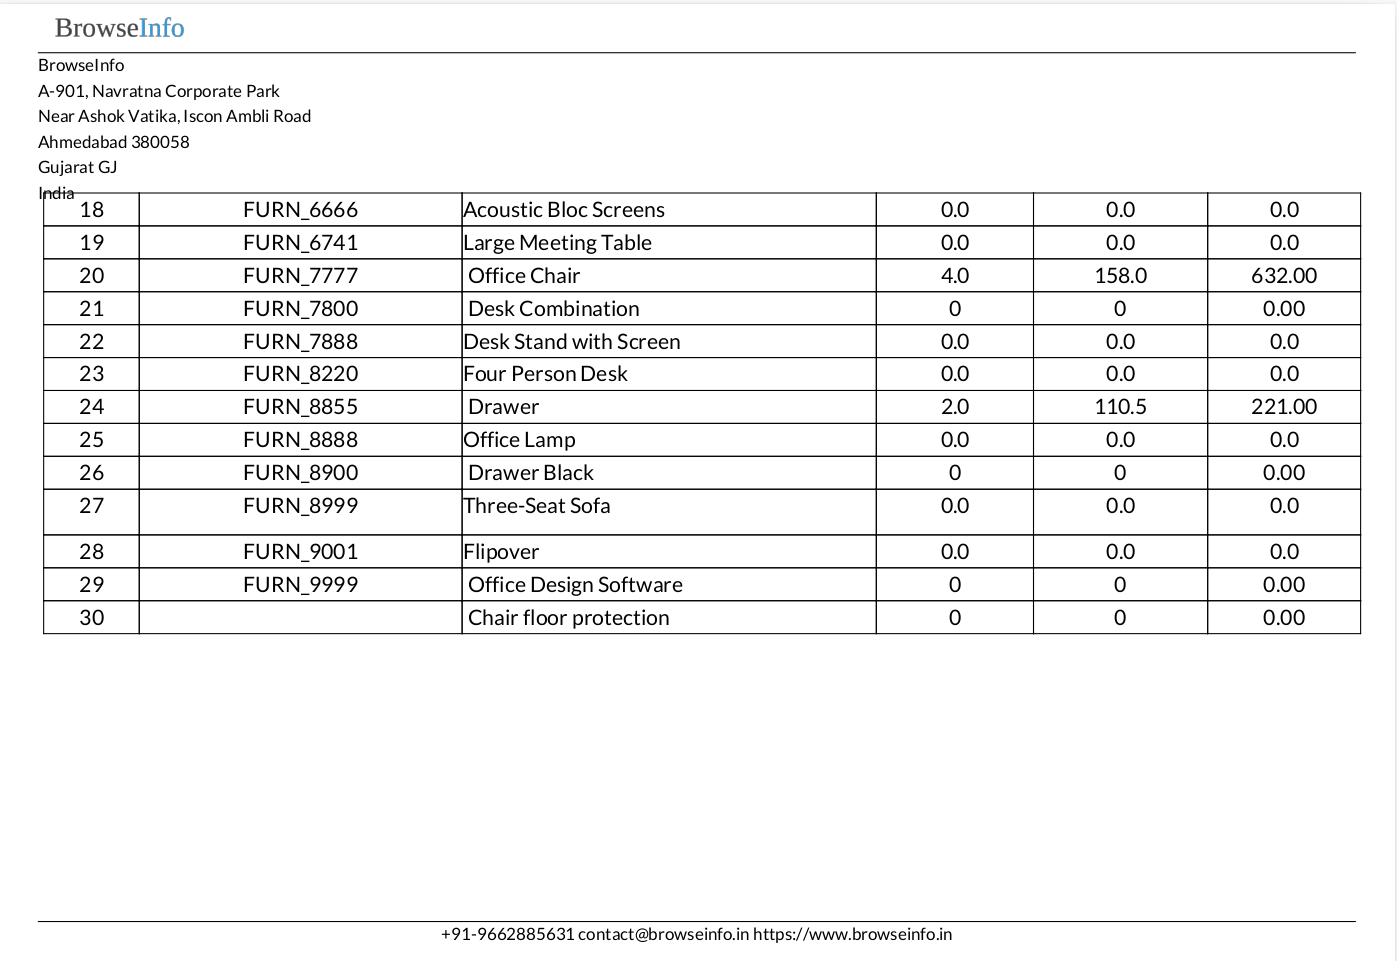 BrowseInfo
BrowseInfo
A-901, Navratna Corporate Park
Near Ashok Vatika, Iscon Ambli Road
Ahmedabad 380058
Gujarat GJ
India
18 FURN_6666 Acoustic Bloc Screens 0.0 0.0 0.0
19 FURN_6741 Large Meeting Table 0.0 0.0 0.0
20 FURN_7777 Office Chair 4.0 158.0 632.00
21 FURN_7800 Desk Combination 0 0 0.00
22 FURN_7888 Desk Stand with Screen 0.0 0.0 0.0
23 FURN_8220 Four Person Desk 0.0 0.0 0.0
24 FURN_8855 Drawer 2.0 110.5 221.00
25 FURN_8888 Office Lamp 0.0 0.0 0.0
26 FURN_8900 Drawer Black 0 0 0.00
27 FURN_8999 Three-Seat Sofa 0.0 0.0 0.0
28 FURN_9001 Flipover 0.0 0.0 0.0
29 FURN_9999 Office Design Software 0 0 0.00
30 Chair floor protection 0 0 0.00
+91-9662885631 contact@browseinfo.in https://www.browseinfo.in